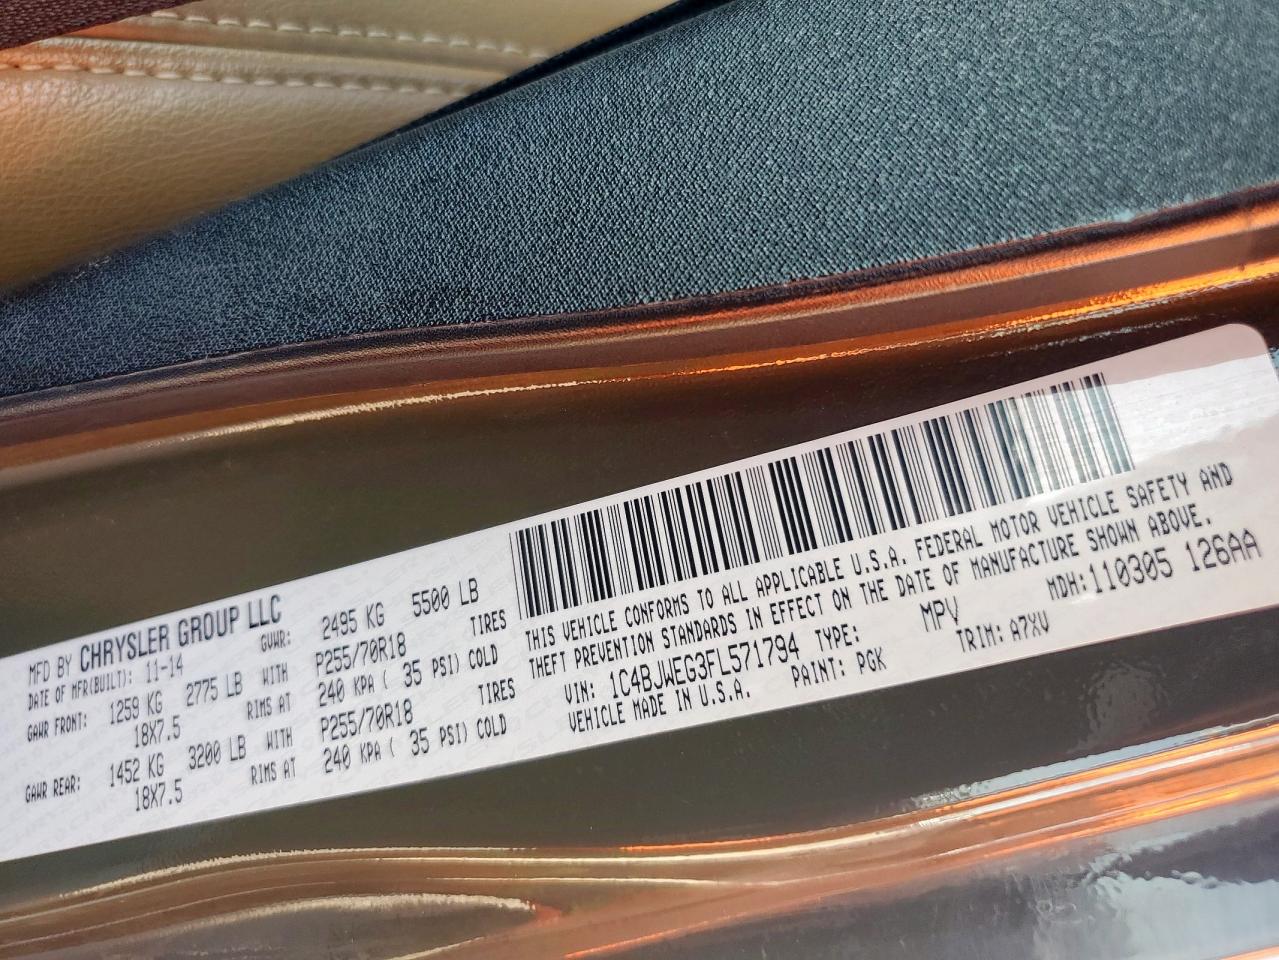 MFD BY CHRYSLER GROUP LLC
DATE OF MFR(BUILT): 11-14 GVWR: 2495 KG 5500 LB
GAWR FRONT: 1259 KG 2775 LB WITH P255/70R18 TIRES
18X7.5 RIMS AT 240 KPA ( 35 PSI) COLD
GAWR REAR: 1452 KG 3200 LB WITH P255/70R18 TIRES
18X7.5 RIMS AT 240 KPA ( 35 PSI) COLD
THIS VEHICLE CONFORMS TO ALL APPLICABLE U.S.A. FEDERAL MOTOR VEHICLE SAFETY AND
THEFT PREVENTION STANDARDS IN EFFECT ON THE DATE OF MANUFACTURE SHOWN ABOVE.
VIN: 1C4BJWEG3FL571794 TYPE: MPV MDH: 110305 126AA
VEHICLE MADE IN U.S.A. PAINT: PGK TRIM: A7XV